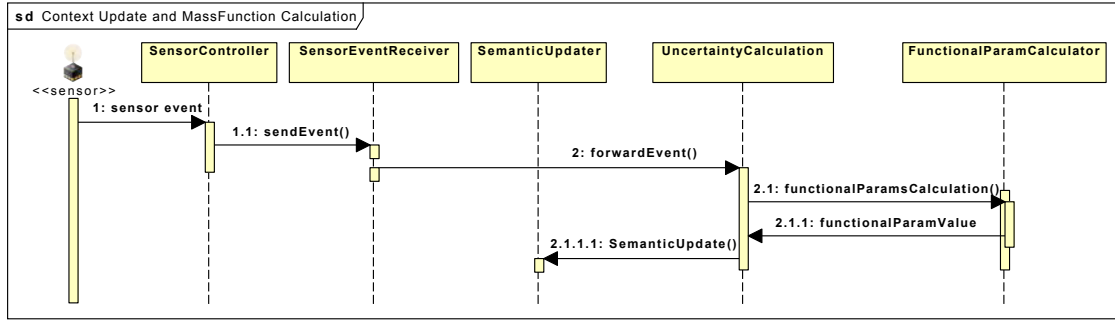 sd Context Update and MassFunction Calculation
SensorController
SensorEventReceiver
SemanticUpdater
UncertaintyCalculation
FunctionalParamCalculator
<<sensor>>
1: sensor event
1.1: sendEvent()
2: forwardEvent()
2.1: functionalParamsCalculation()
2.1.1: functionalParamValue
2.1.1.1: SemanticUpdate()